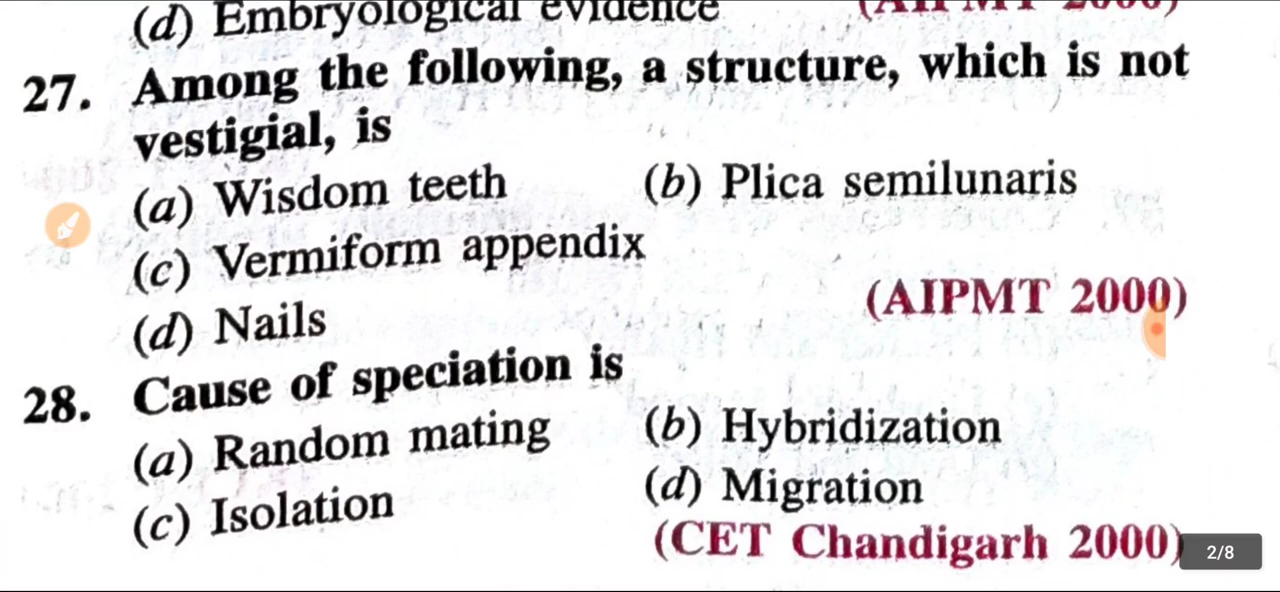 (d) Embryological evidence
27. Among the following, a structure, which is not
vestigial, is
(a) Wisdom teeth (b) Plica semilunaris
(c) Vermiform appendix
(d) Nails (AIPMT 2000)
28. Cause of speciation is
(a) Random mating (b) Hybridization
(c) Isolation (d) Migration
(CET Chandigarh 2000)
2/8